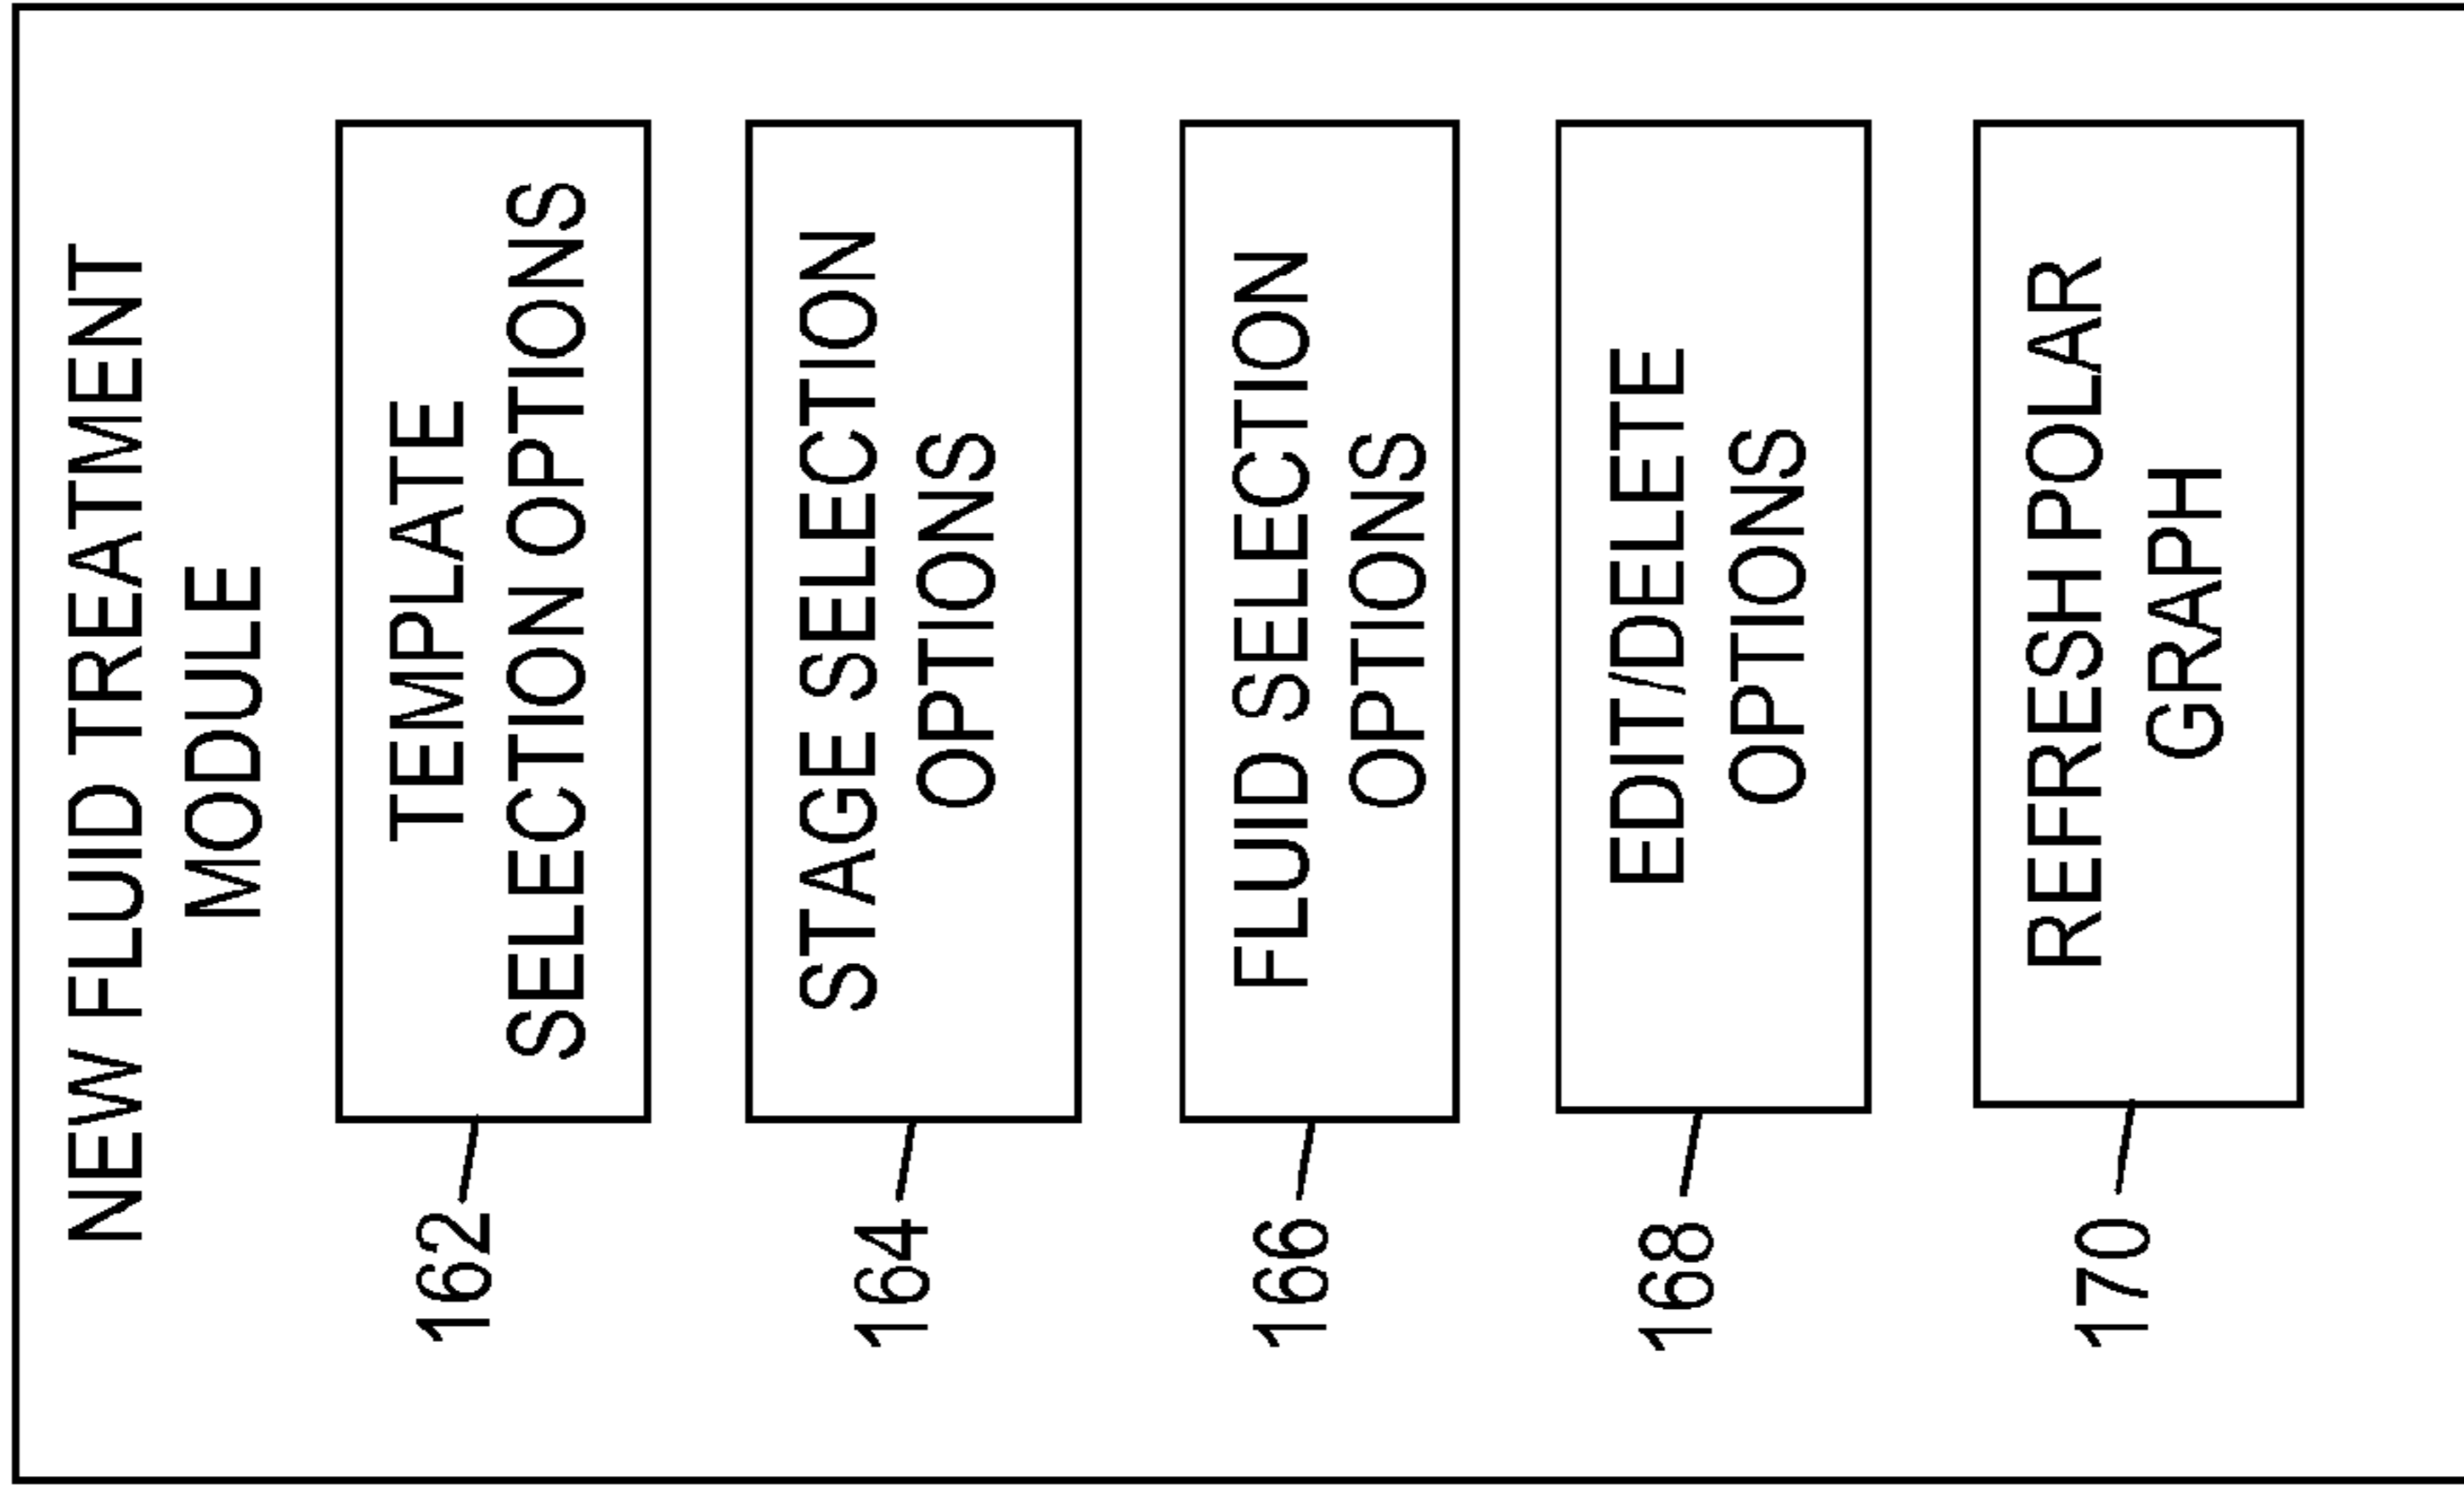 NEW FLUID TREATMENT
MODULE
162
TEMPLATE
SELECTION OPTIONS
164
STAGE SELECTION
OPTIONS
166
FLUID SELECTION
OPTIONS
168
EDIT/DELETE
OPTIONS
170
REFRESH POLAR
GRAPH